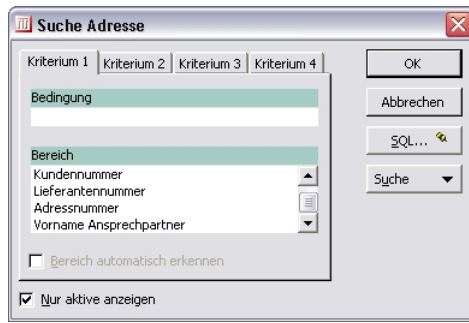 Suche Adresse
Kriterium 1 Kriterium 2 Kriterium 3 Kriterium 4
OK
Bedingung
Abbrechen
SQL...
Bereich
Kundennummer
Suche
Lieferantennummer
Adressnummer
Vorname Ansprechpartner
Bereich automatisch erkennen
Nur aktive anzeigen